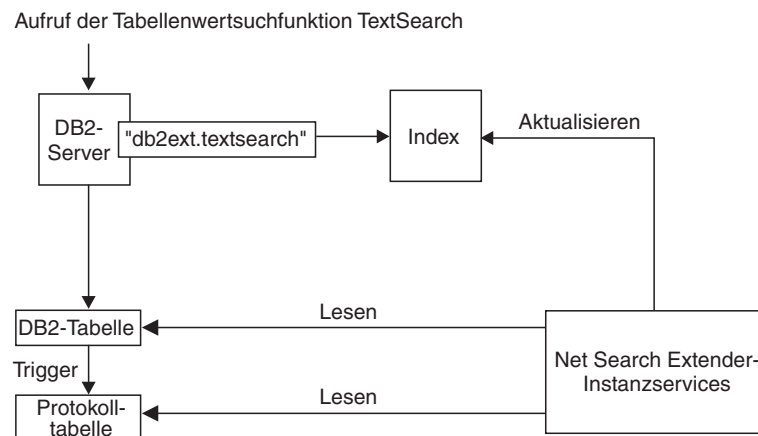 Aufruf der Tabellenwertsuchfunktion TextSearch
DB2-
Server
"db2ext.textsearch"
Index
Aktualisieren
DB2-Tabelle
Lesen
Trigger
Net Search Extender-
Instanzservices
Protokoll-
tabelle
Lesen